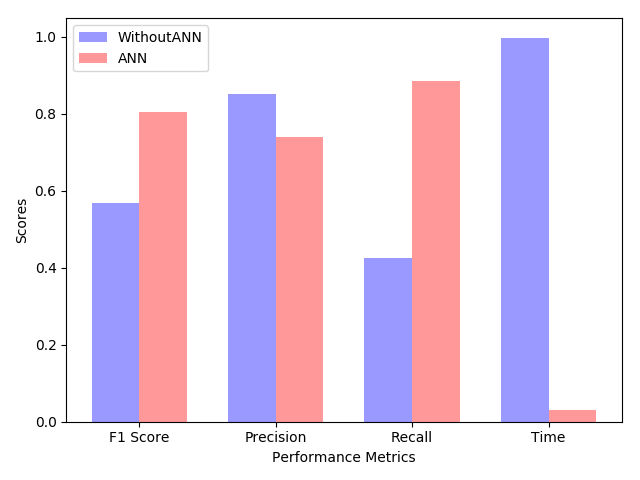 WithoutANN
ANN
1.0
0.8
0.6
0.4
0.2
0.0
Scores
F1 Score Precision Recall Time
Performance Metrics